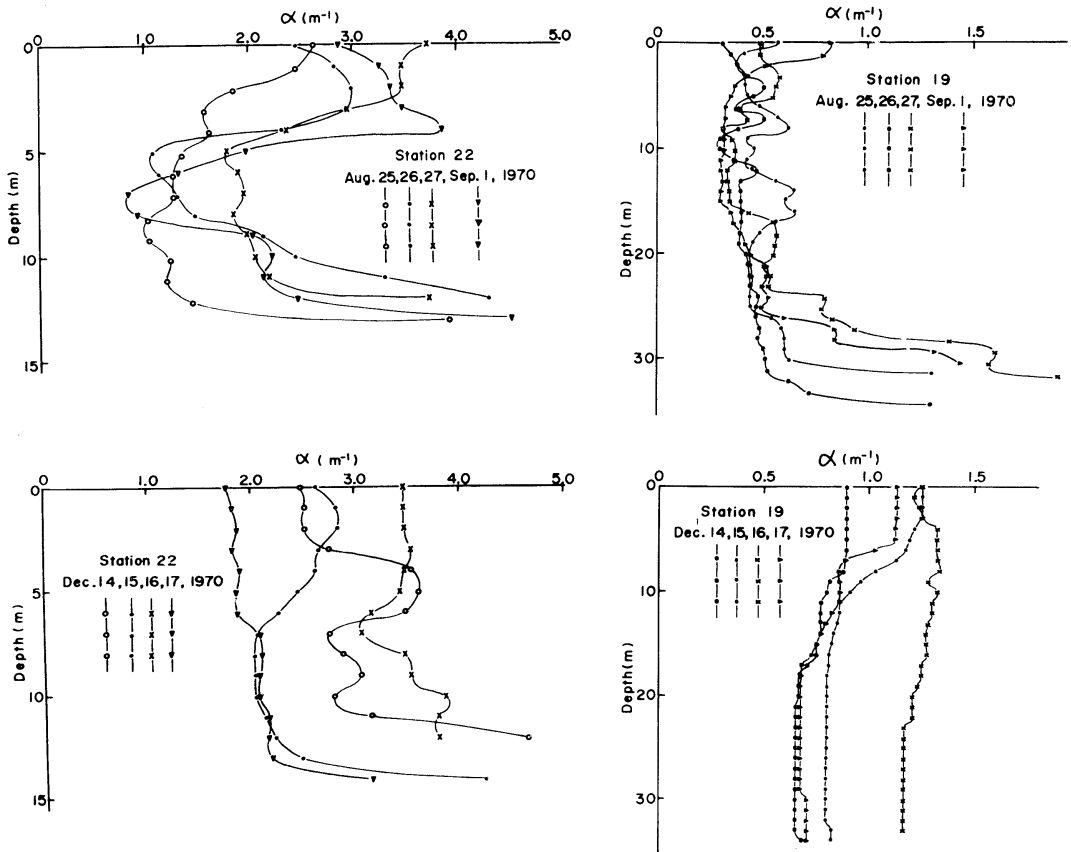 α (m⁻¹)
0 1.0 2.0 3.0 4.0 5.0
0
5
10
15
Depth (m)
Station 22
Aug. 25, 26, 27, Sep. 1, 1970
α (m⁻¹)
0 0.5 1.0 1.5
0
10
20
30
Depth (m)
Station 19
Aug. 25, 26, 27, Sep. 1, 1970
α (m⁻¹)
0 1.0 2.0 3.0 4.0 5.0
0
5
10
15
Depth (m)
Station 22
Dec. 14, 15, 16, 17, 1970
α (m⁻¹)
0 0.5 1.0 1.5
0
10
20
30
Depth (m)
Station 19
Dec. 14, 15, 16, 17, 1970